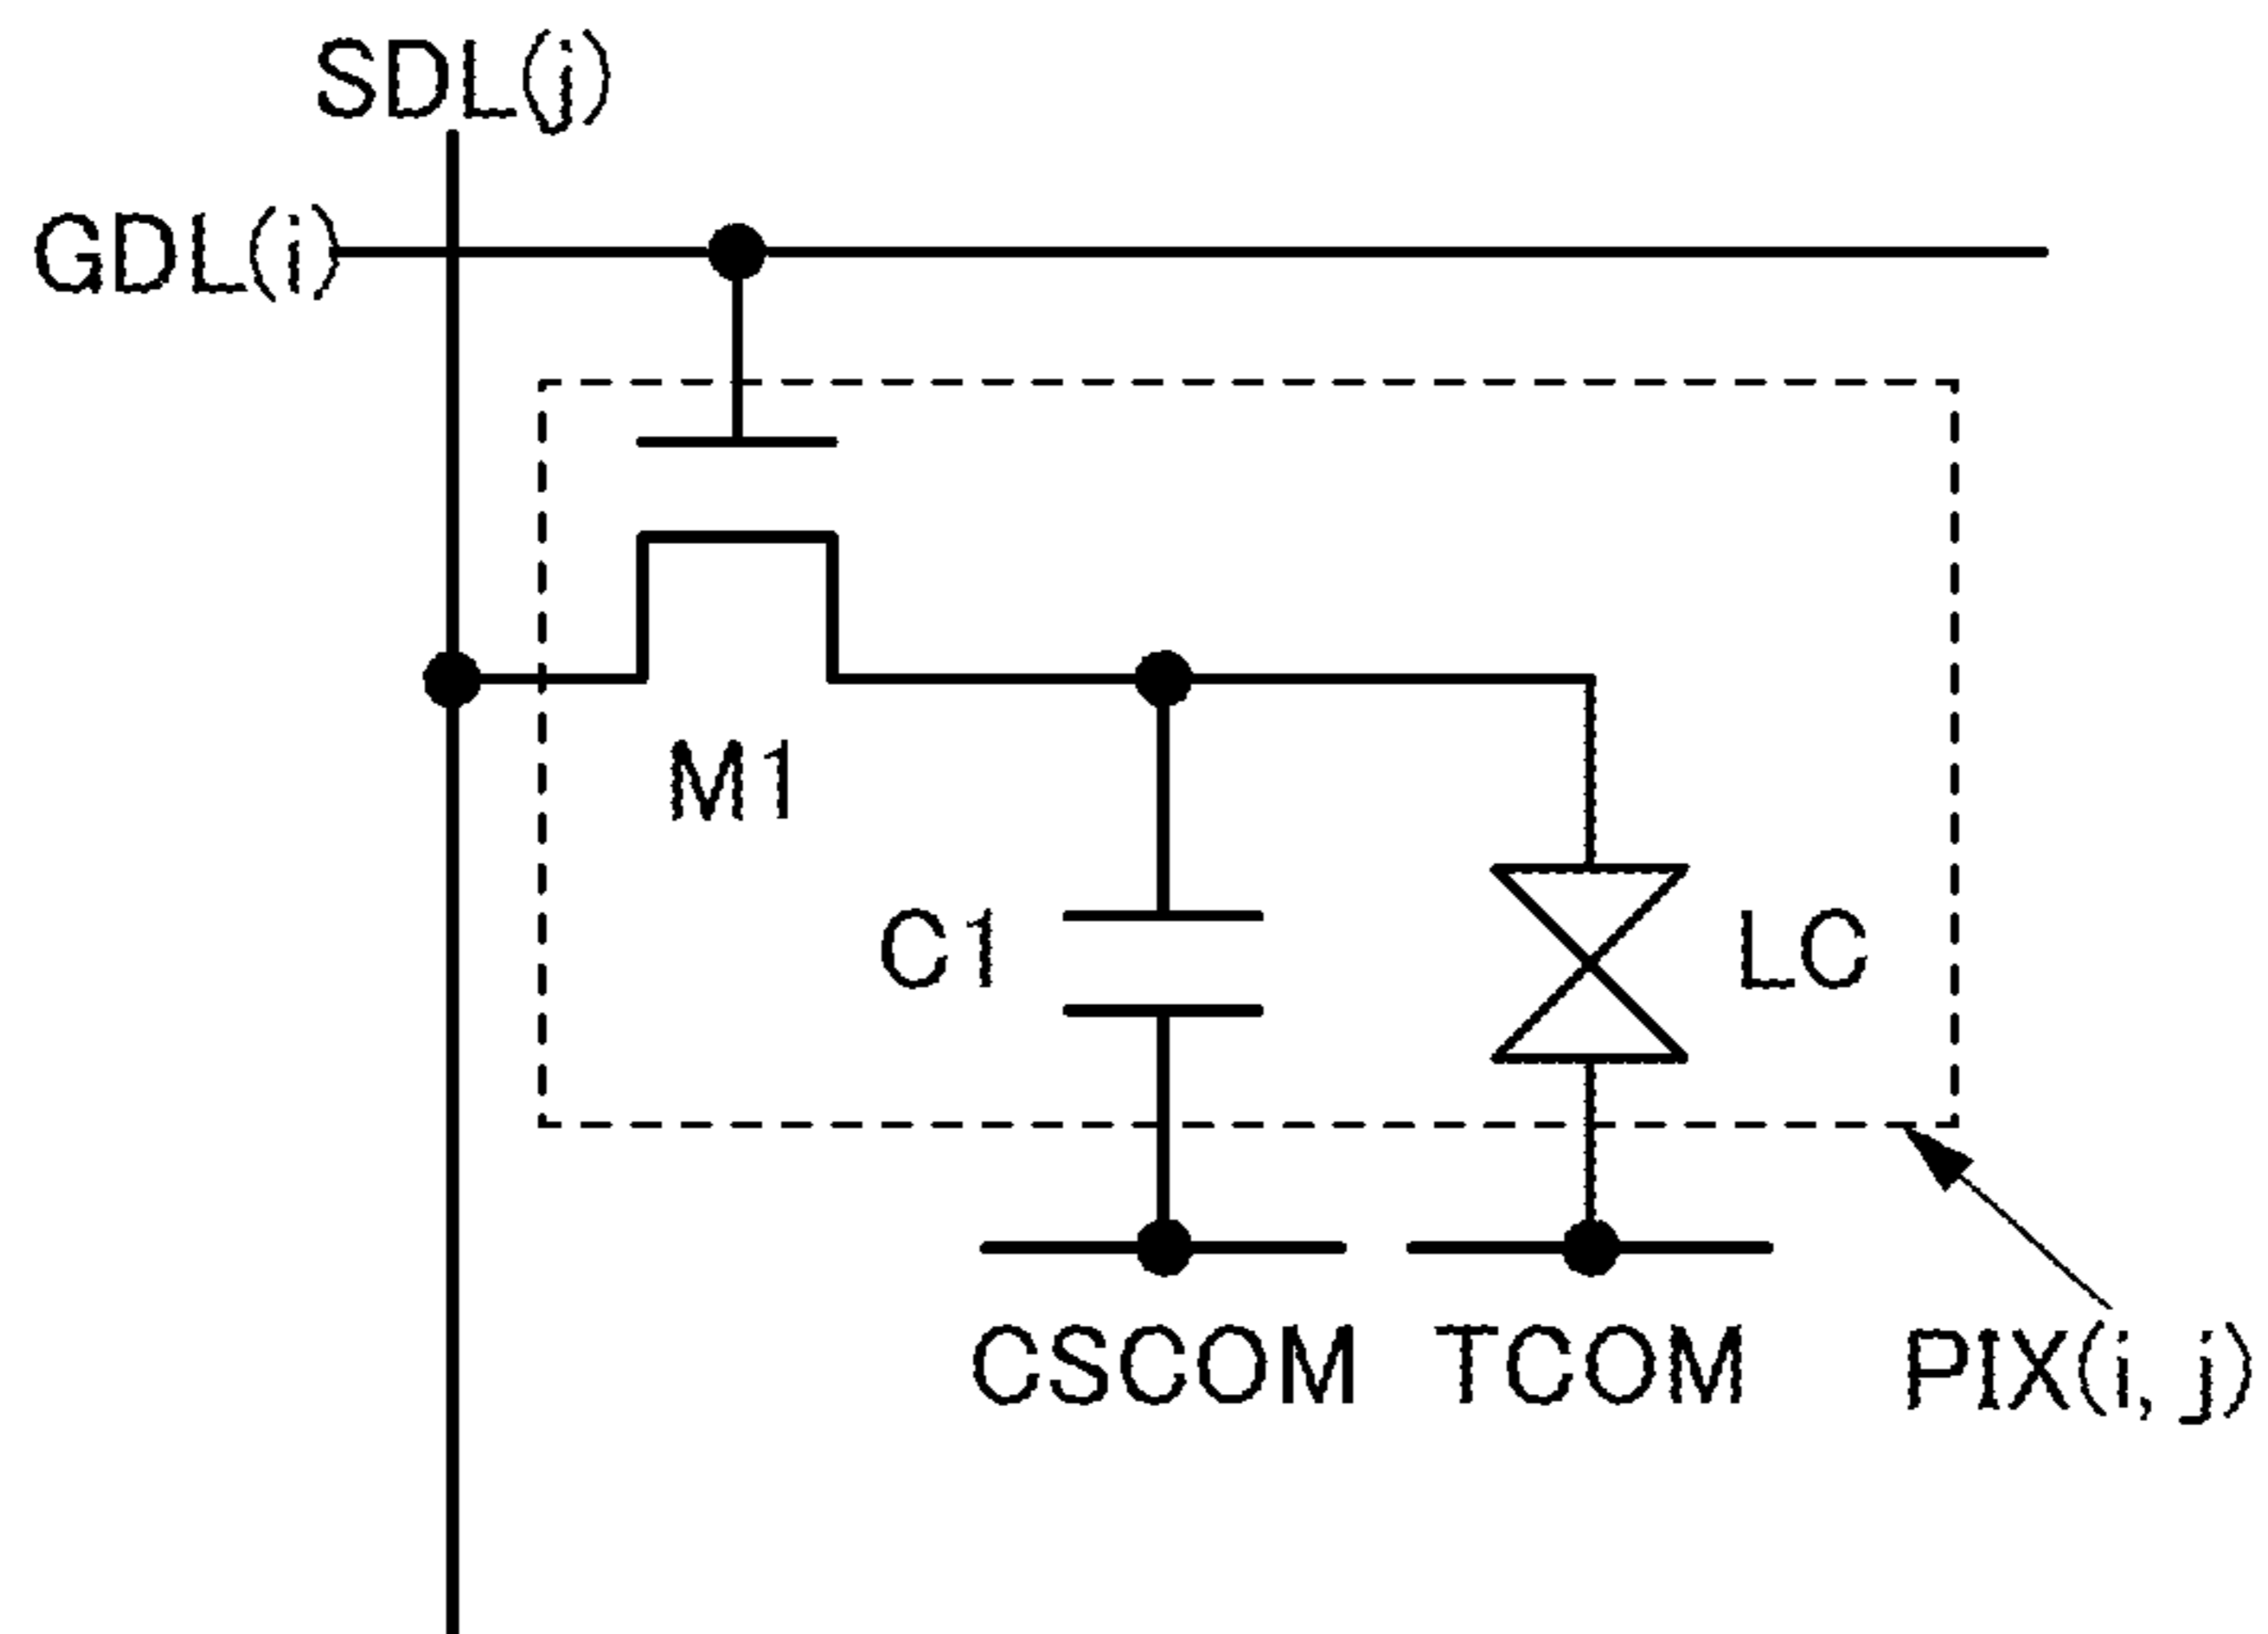 SDL(j)
GDL(i)
M1
C1
LC
CSCOM
TCOM
PIX(i, j)